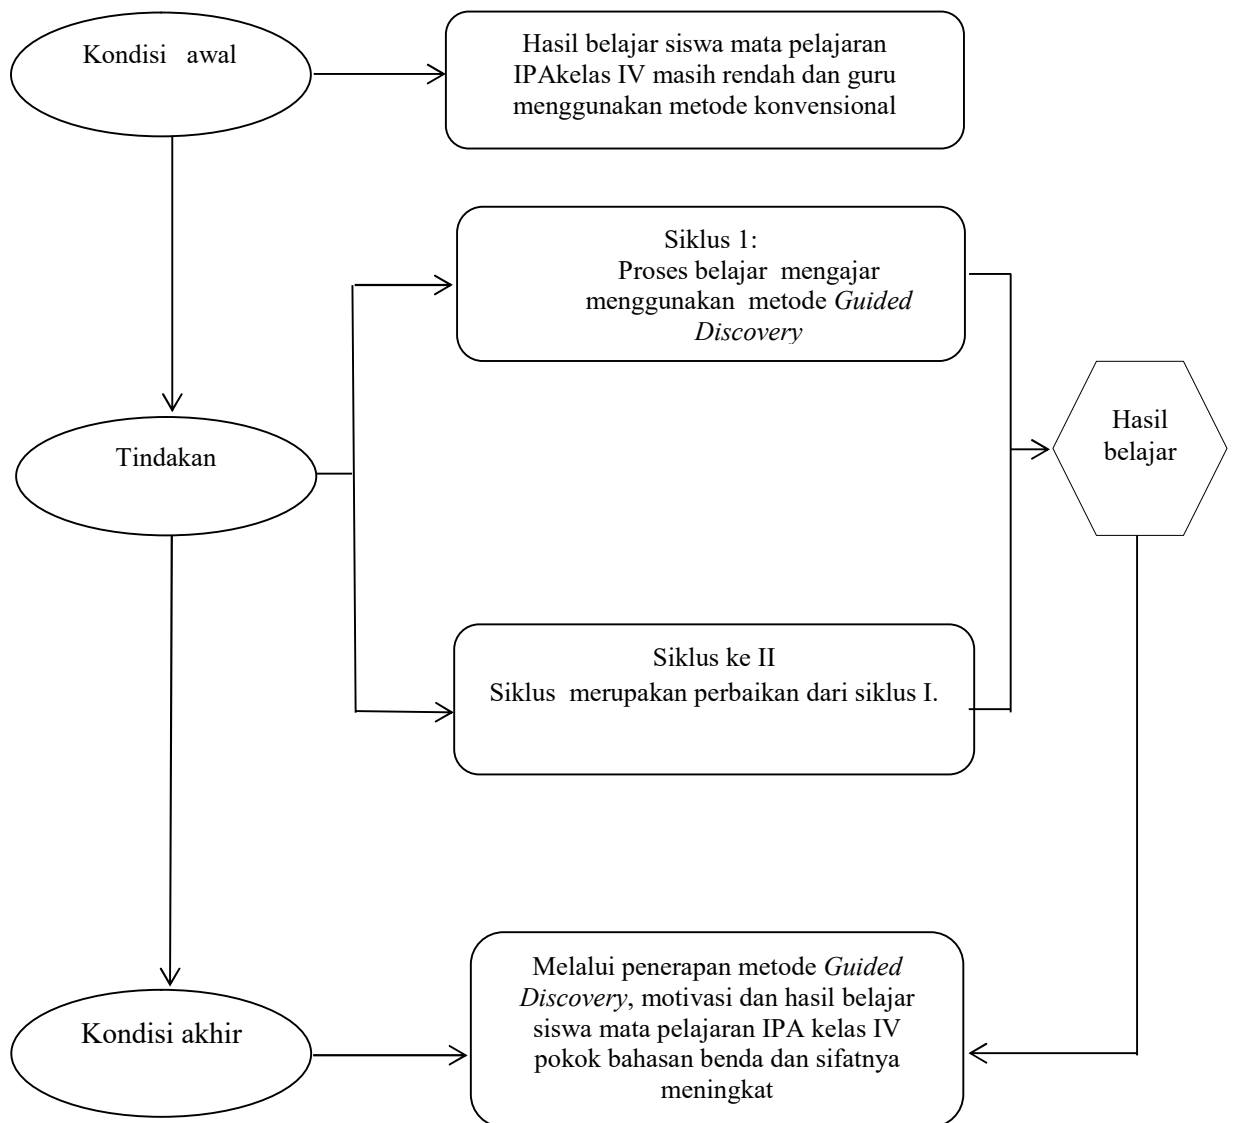 Kondisi awal
Hasil belajar siswa mata pelajaran
IPAkelas IV masih rendah dan guru
menggunakan metode konvensional
Siklus 1:
Proses belajar mengajar
menggunakan metode Guided
Discovery
Tindakan
Hasil
belajar
Siklus ke II
Siklus merupakan perbaikan dari siklus I.
Kondisi akhir
Melalui penerapan metode Guided
Discovery, motivasi dan hasil belajar
siswa mata pelajaran IPA kelas IV
pokok bahasan benda dan sifatnya
meningkat